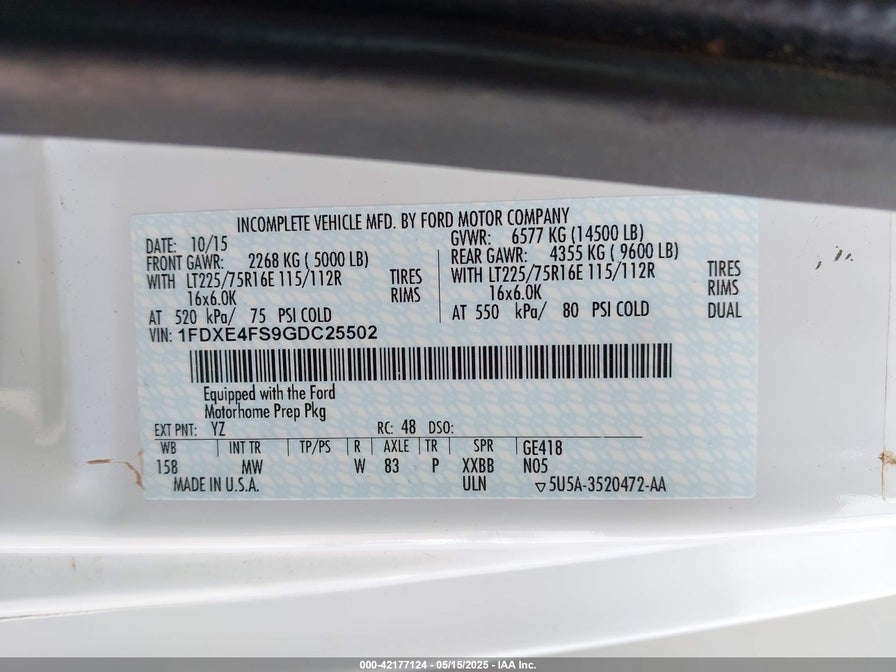 INCOMPLETE VEHICLE MFD. BY FORD MOTOR COMPANY
DATE: 10/15
GVWR: 6577 KG (14500 LB)
FRONT GAWR: 2268 KG ( 5000 LB)
REAR GAWR: 4355 KG ( 9600 LB)
WITH LT225/75R16E 115/112R TIRES
WITH LT225/75R16E 115/112R TIRES
16x6.0K RIMS
16x6.0K RIMS
AT 520 kPa/ 75 PSI COLD
AT 550 kPa/ 80 PSI COLD DUAL
VIN: 1FDXE4FS9GDC25502
Equipped with the Ford
Motorhome Prep Pkg
EXT PNT: YZ RC: 48 DSO:
WB INT TR TP/PS R AXLE TR SPR GE418
158 MW W 83 P XXBB N05
MADE IN U.S.A. ULN ▽5U5A-3520472-AA
000-42177124 - 05/15/2025 - IAA Inc.